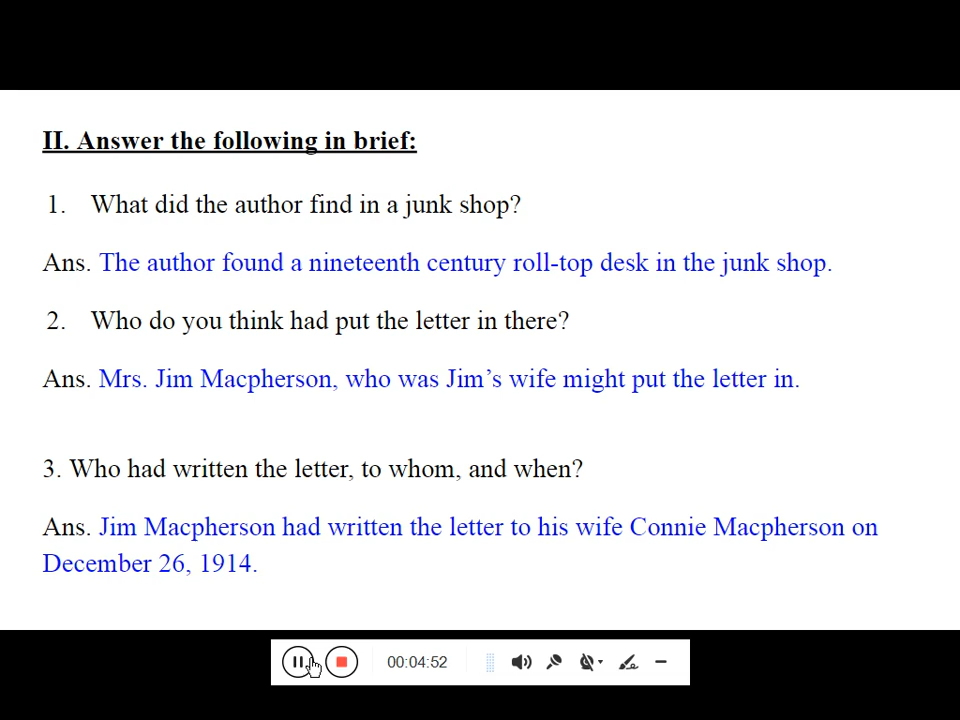 II. Answer the following in brief:
1. What did the author find in a junk shop?
Ans. The author found a nineteenth century roll-top desk in the junk shop.
2. Who do you think had put the letter in there?
Ans. Mrs. Jim Macpherson, who was Jim’s wife might put the letter in.
3. Who had written the letter, to whom, and when?
Ans. Jim Macpherson had written the letter to his wife Connie Macpherson on
December 26, 1914.
00:04:52